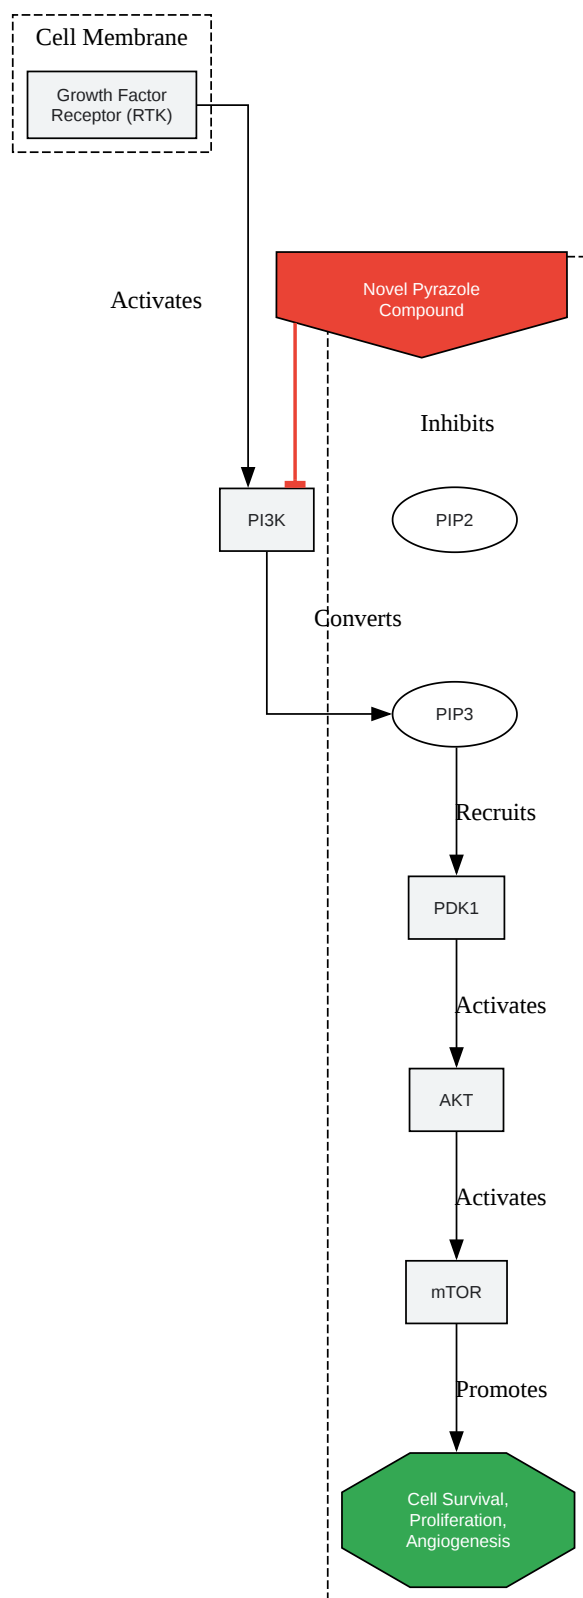 Cell Membrane
Growth Factor
Receptor (RTK)
Activates
Novel Pyrazole
Compound
Inhibits
PI3K
PIP2
Converts
PIP3
Recruits
PDK1
Activates
AKT
Activates
mTOR
Promotes
Cell Survival,
Proliferation,
Angiogenesis